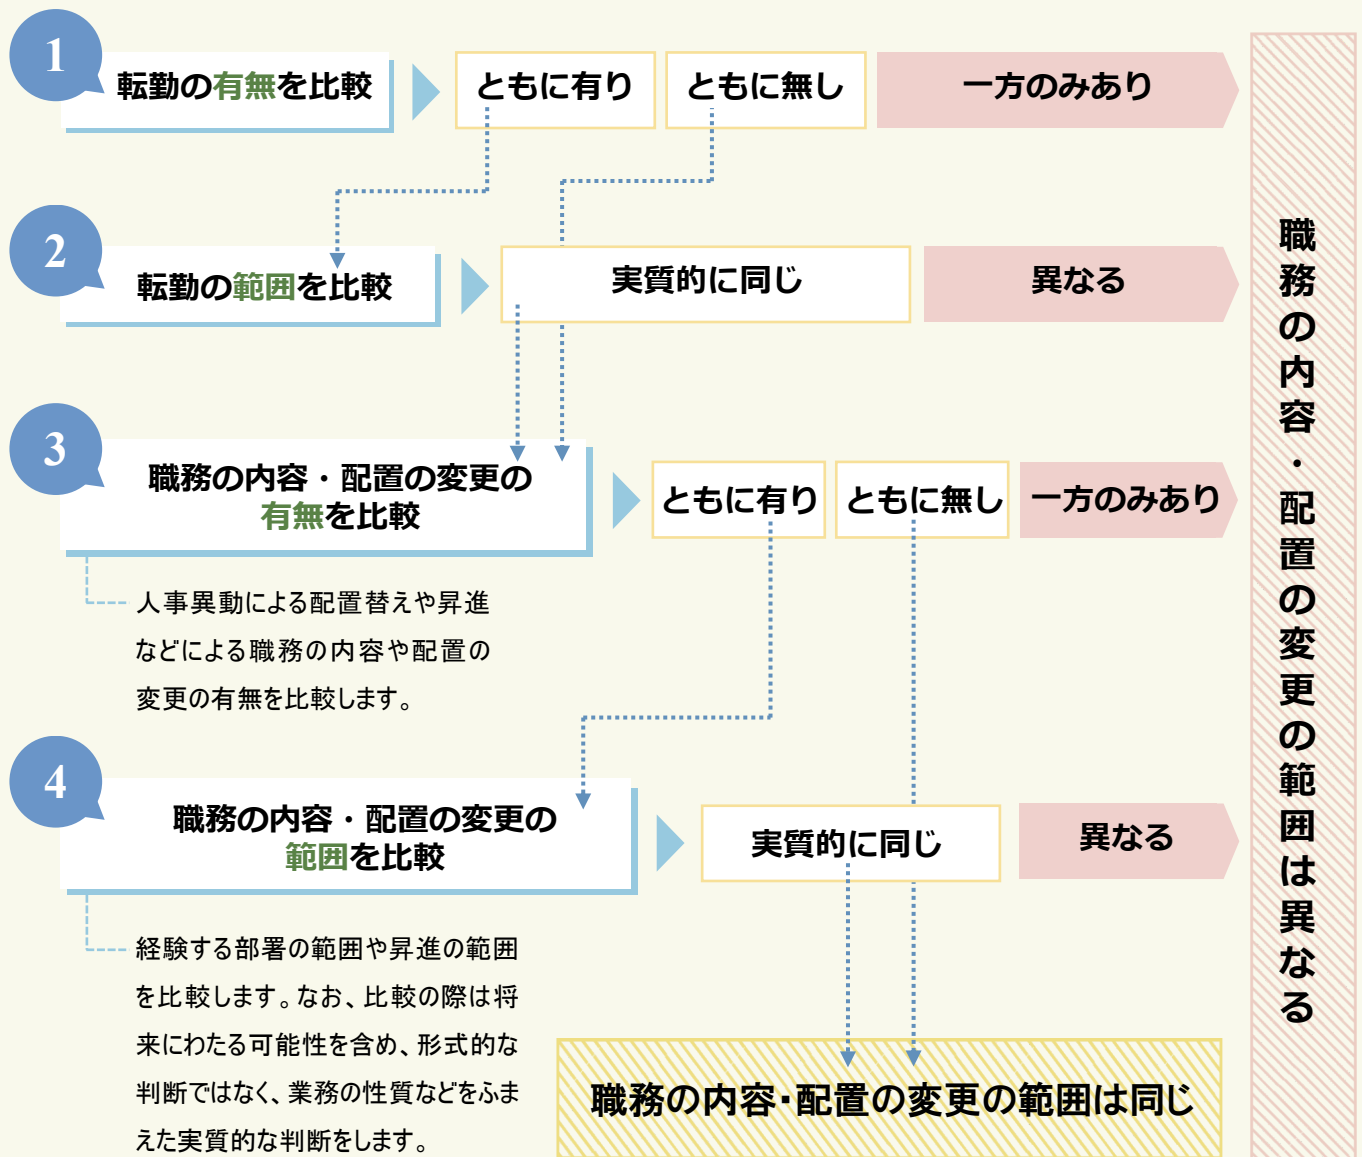 1
転勤の有無を比較
ともに有り
ともに無し
一方のみあり
2
転勤の範囲を比較
実質的に同じ
異なる
3
職務の内容・配置の変更の
有無を比較
ともに有り
ともに無し
一方のみあり
人事異動による配置替えや昇進
などによる職務の内容や配置の
変更の有無を比較します。
4
職務の内容・配置の変更の
範囲を比較
実質的に同じ
異なる
経験する部署の範囲や昇進の範囲
を比較します。なお、比較の際は将
来にわたる可能性を含め、形式的な
判断ではなく、業務の性質などをふま
えた実質的な判断をします。
職務の内容・配置の変更の範囲は同じ
職務の内容・配置の変更の範囲は異なる